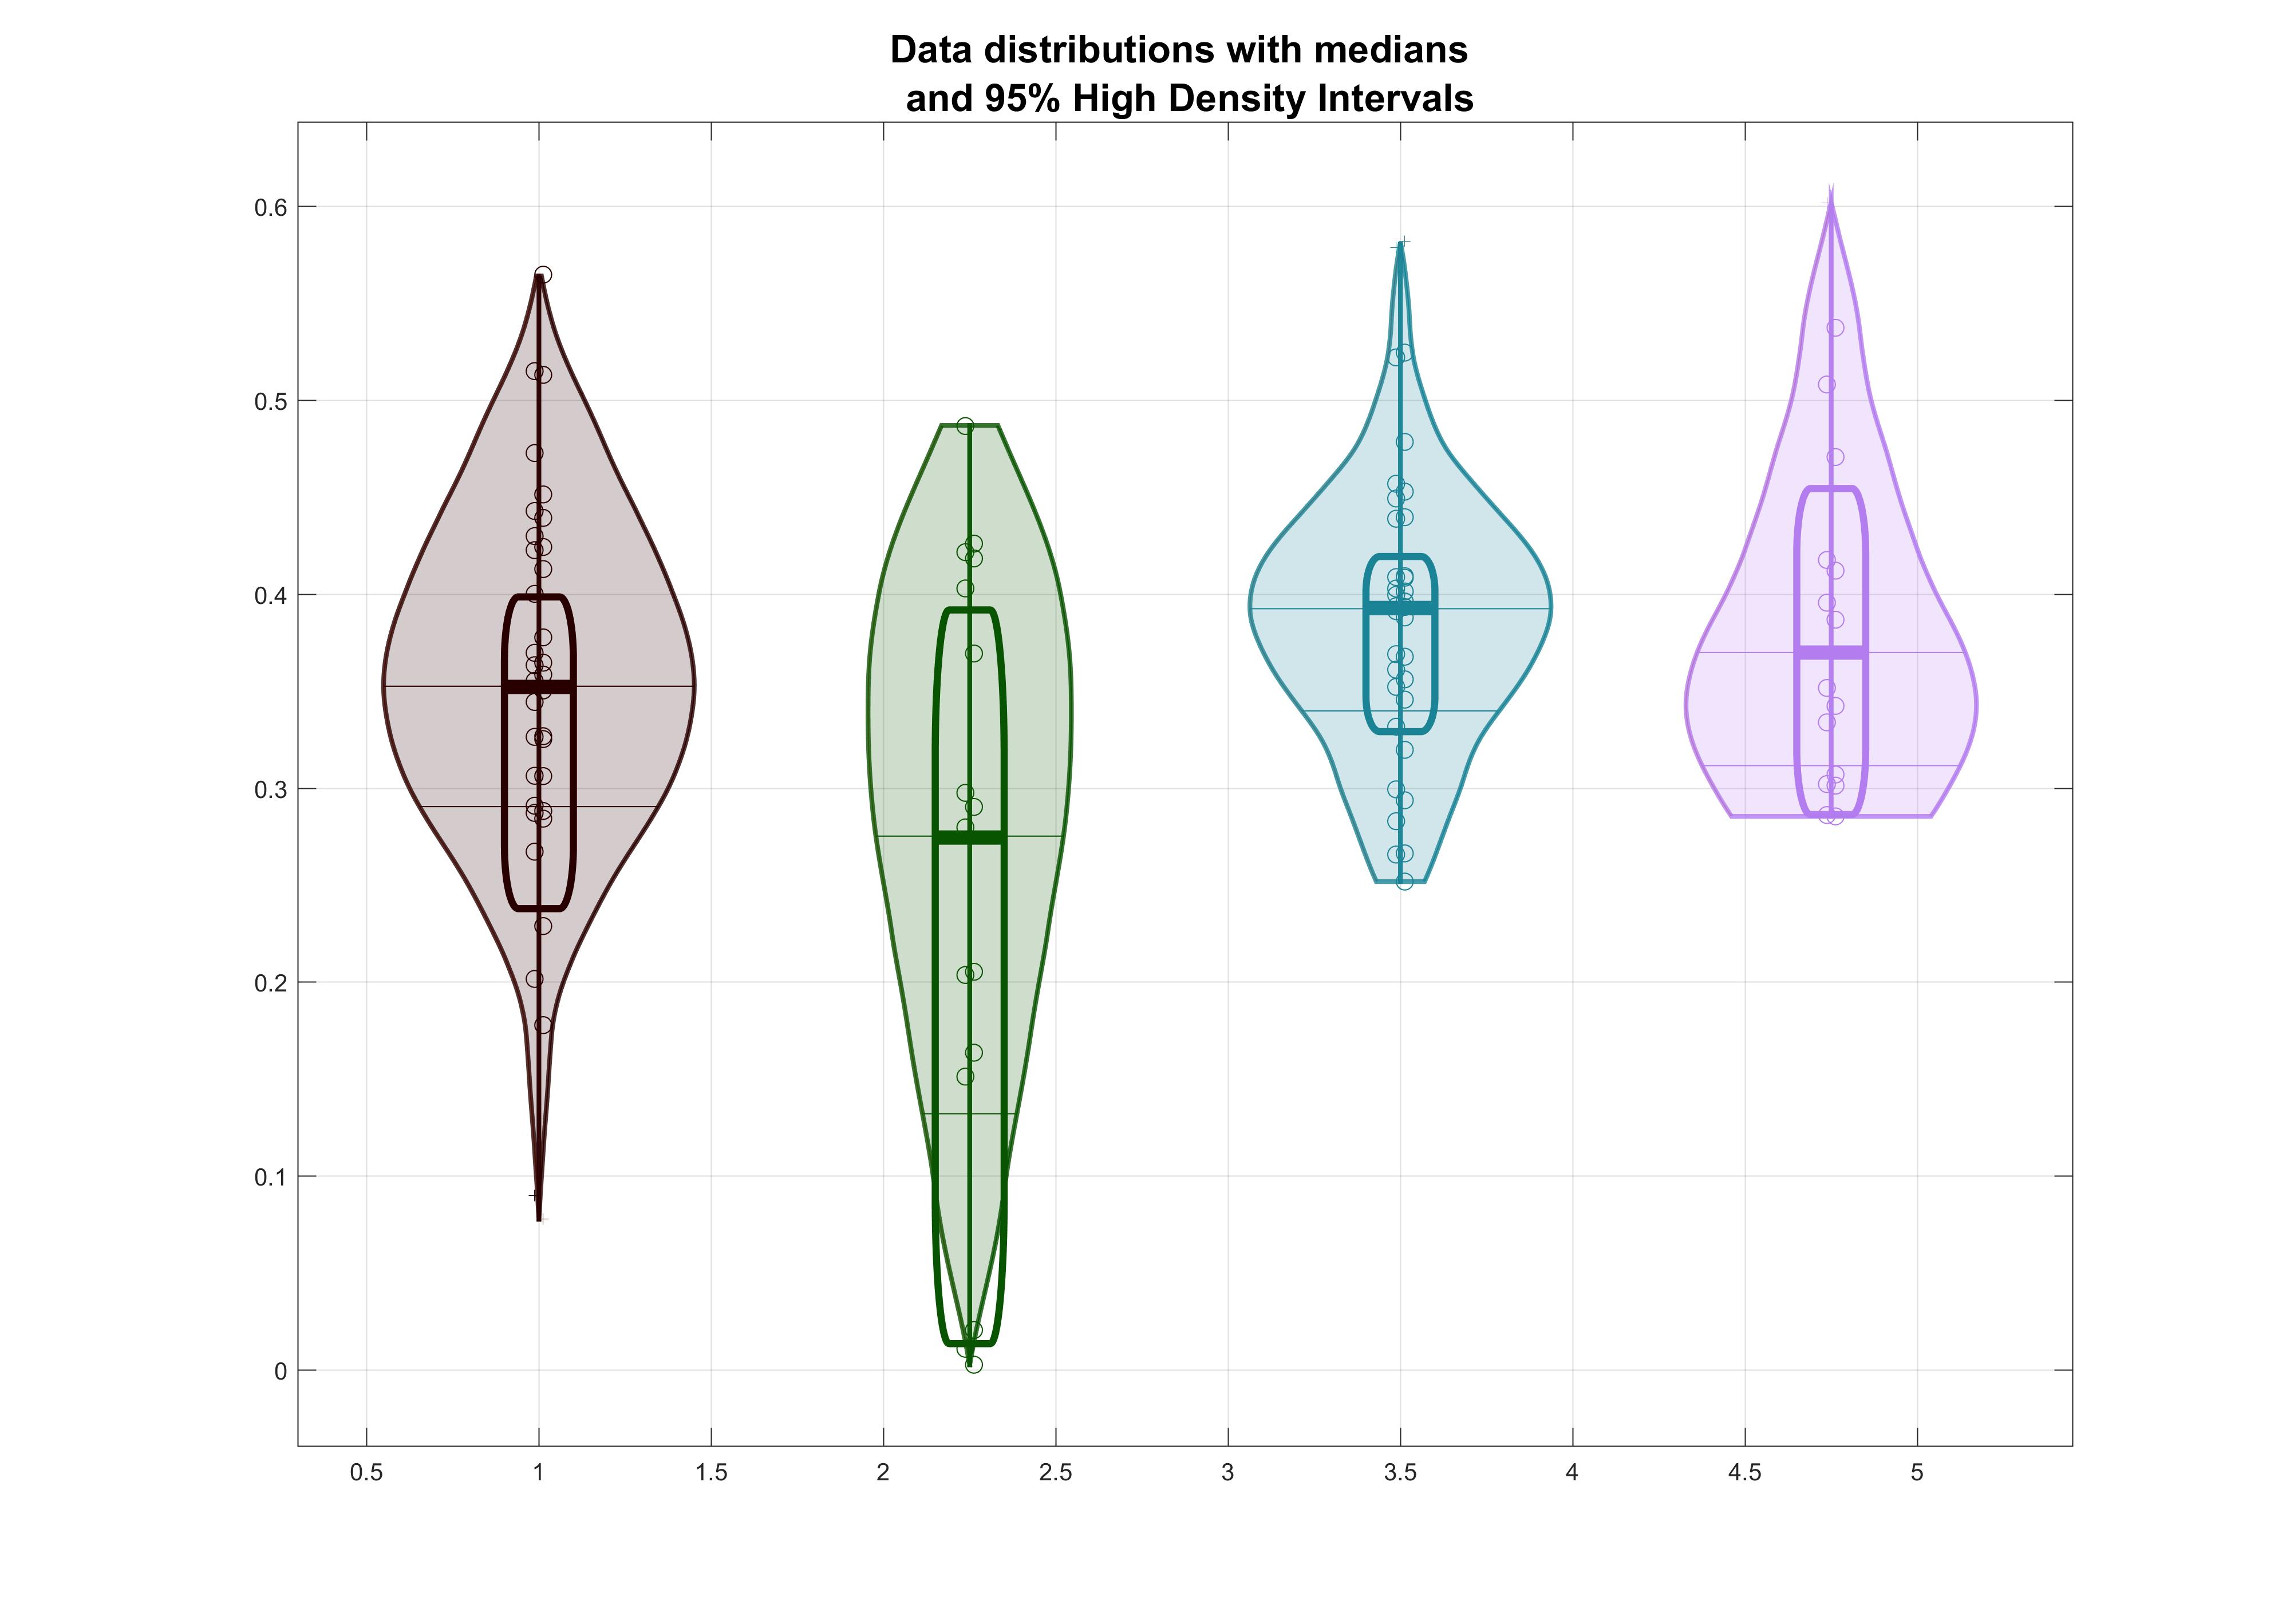 Data distributions with medians
and 95% High Density Intervals
0.6
0.5
0.4
0.3
0.2
0.1
0
0.5 1 1.5 2 2.5 3 3.5 4 4.5 5